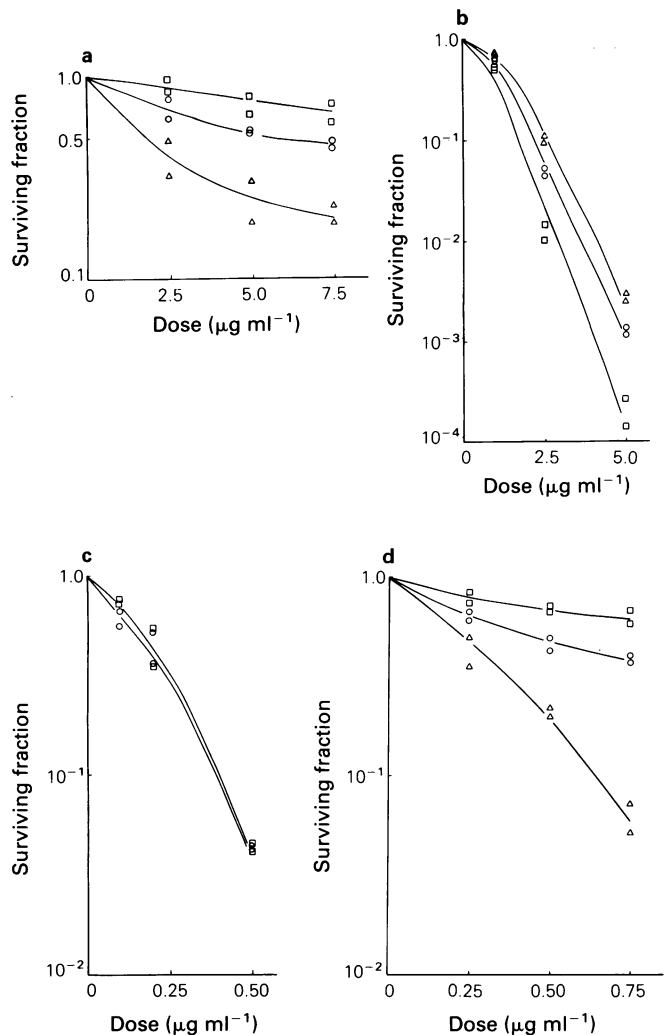 a
1.0
0.5
0.1
Surviving fraction
0 2.5 5.0 7.5
Dose (μg ml⁻¹)
b
1.0
10⁻¹
10⁻²
10⁻³
10⁻⁴
Surviving fraction
0 2.5 5.0
Dose (μg ml⁻¹)
c
1.0
10⁻¹
10⁻²
Surviving fraction
0 0.25 0.50
Dose (μg ml⁻¹)
d
1.0
10⁻¹
10⁻²
Surviving fraction
0 0.25 0.50 0.75
Dose (μg ml⁻¹)